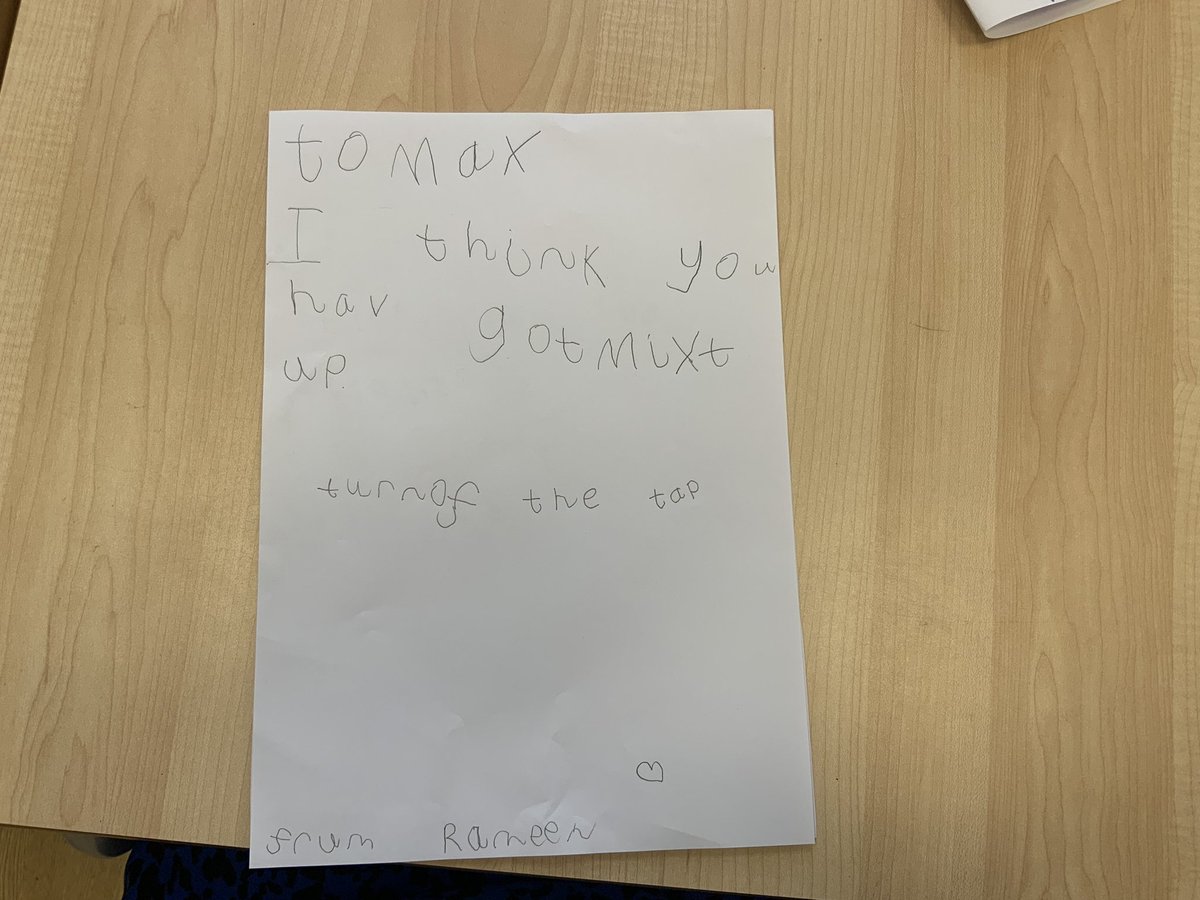 to Max
I think you
hav got mixt
up.
turn of the tap
frum Rameen